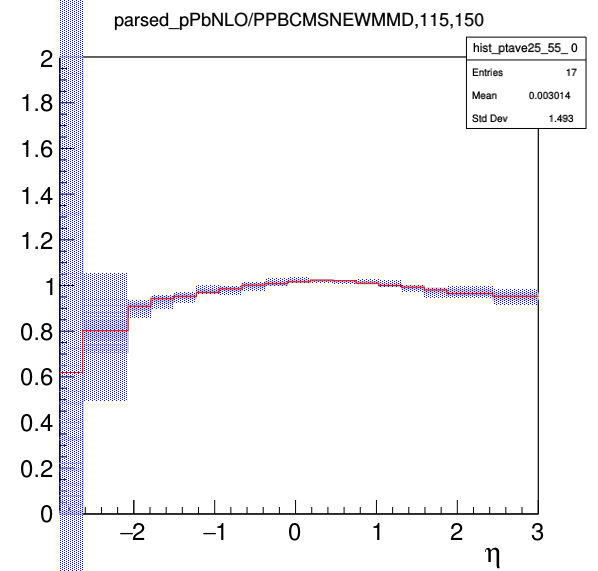 parsed_pPbNLO/PPBCMSNEWMMD,115,150
hist_ptave25_55_ 0
Entries 17
Mean 0.003014
Std Dev 1.493
2
1.8
1.6
1.4
1.2
1
0.8
0.6
0.4
0.2
0
−2 −1 0 1 2 3
η